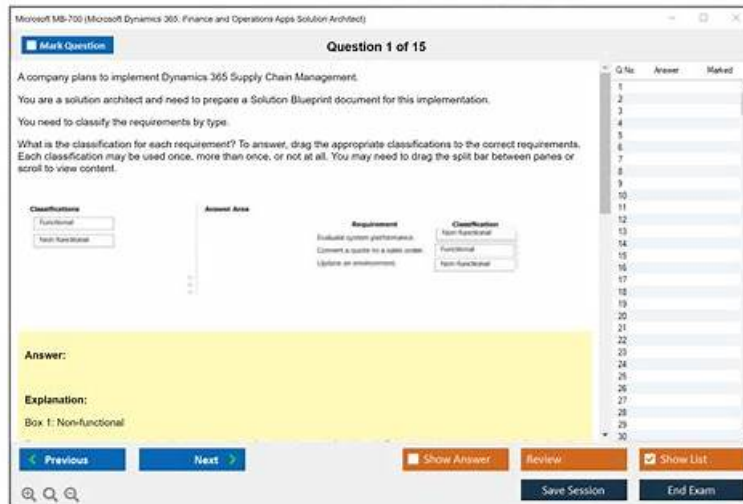 Microsoft MB-700 (Microsoft Dynamics 365: Finance and Operations Apps Solution Architect)
Mark Question
Question 1 of 15
A company plans to implement Dynamics 365 Supply Chain Management.
You are a solution architect and need to prepare a Solution Blueprint document for this implementation.
You need to classify the requirements by type.
What is the classification for each requirement? To answer, drag the appropriate classifications to the correct requirements.
Each classification may be used once, more than once, or not at all. You may need to drag the split bar between panes or
scroll to view content.
Classifications
Functional
Non-functional
Answer Area
Requirement Classification
Evaluate system performance. Non-functional
Convert a quote to a sales order. Functional
Update an environment. Non-functional
Answer:
Explanation:
Box 1: Non-functional
Q.No. Answer Marked
1
2
3
4
5
6
7
8
9
10
11
12
13
14
15
16
17
18
19
20
21
22
23
24
25
26
27
28
29
30
Previous
Next
Show Answer
Review
Show List
Save Session
End Exam